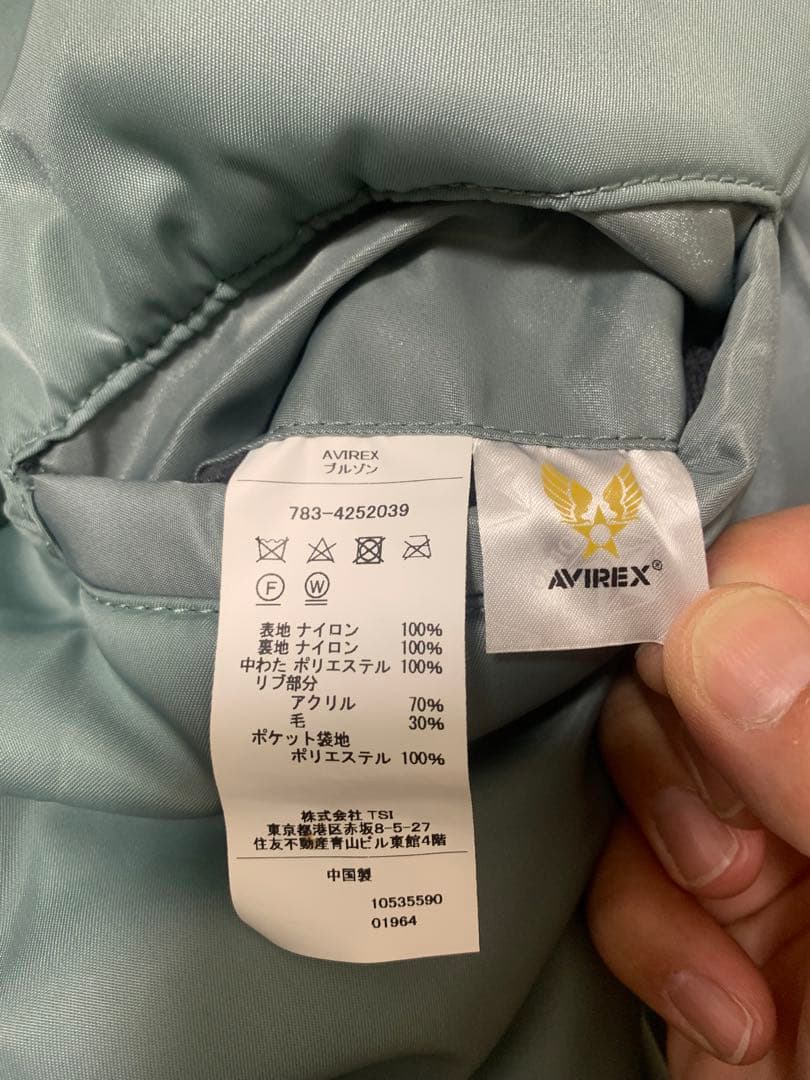 AVIREX
ブルゾン
783-4252039
F W
表地 ナイロン 100%
裏地 ナイロン 100%
中わた ポリエステル 100%
リブ部分
アクリル 70%
毛 30%
ポケット袋地
ポリエステル 100%
株式会社 TSI
東京都港区赤坂8-5-27
住友不動産青山ビル東館4階
中国製
10535590
01964
AVIREX®